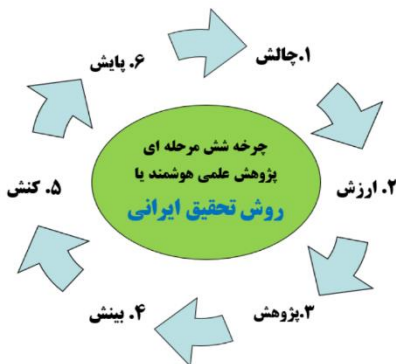 چرخه شش مرحله ای
پژوهش علمی هوشمند یا
روش تحقیق ایرانی
۱.چالش
۲. ارزش
۳.پژوهش
۴. بینش
۵. کنش
۶. پایش